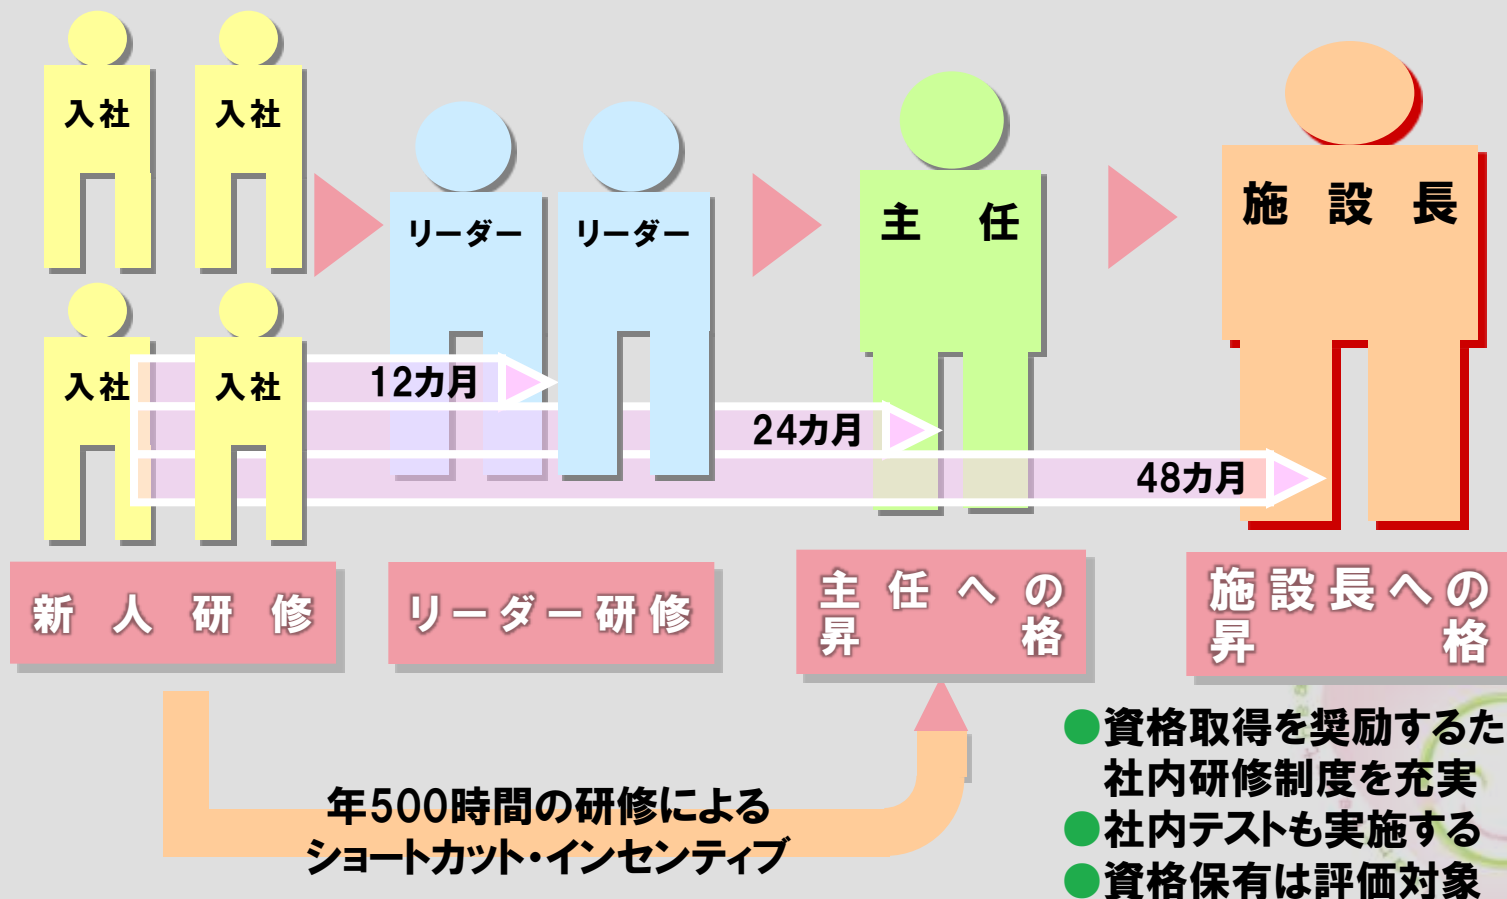 入社
入社
リーダー
リーダー
主任
施設長
入社
入社
12カ月
24カ月
48カ月
新人研修
リーダー研修
主任への
昇格
施設長への
昇格
年500時間の研修による
ショートカット・インセンティブ
●資格取得を奨励するた
社内研修制度を充実
●社内テストも実施する
●資格保有は評価対象